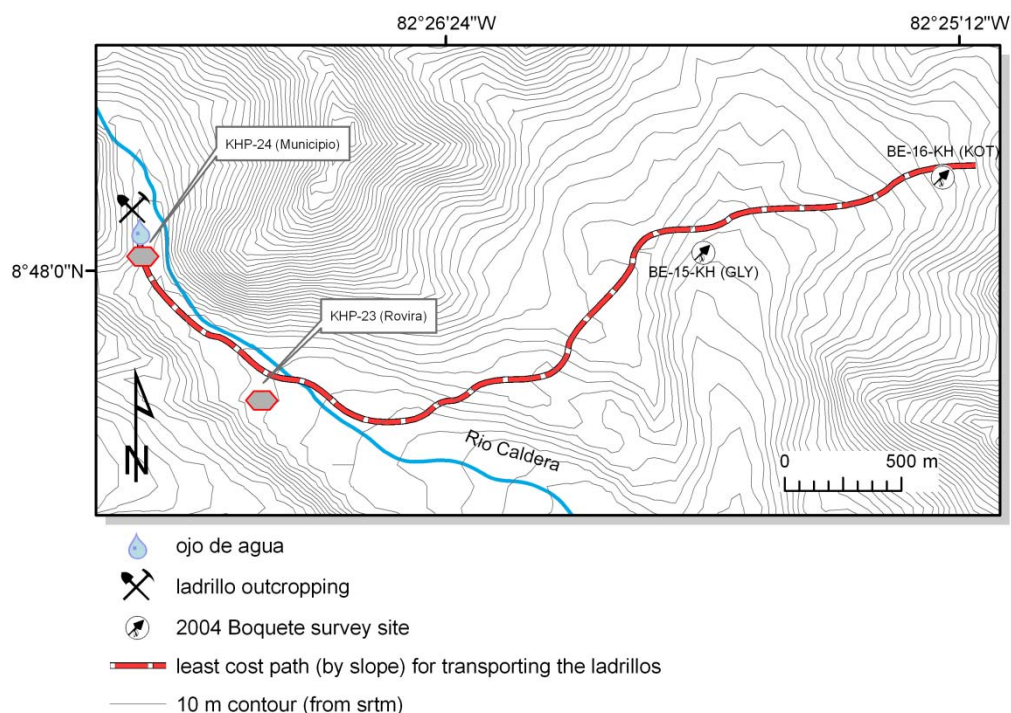 82°26'24"W
82°25'12"W
KHP-24 (Municipio)
BE-16-KH (KOT)
8°48'0"N
BE-15-KH (GLY)
KHP-23 (Rovira)
N
Rio Caldera
0 500 m
ojo de agua
ladrillo outcropping
2004 Boquete survey site
least cost path (by slope) for transporting the ladrillos
10 m contour (from srtm)